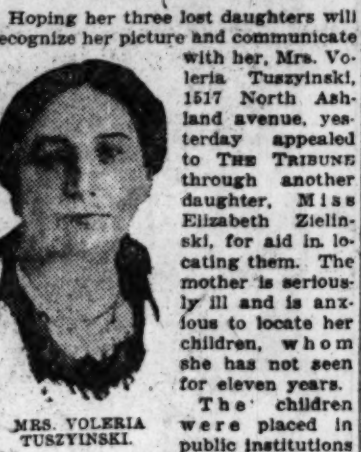 Hoping her three lost daughters will
recognize her picture and communicate
with her, Mrs. Vo-
leria Tuszyinski,
1517 North Ash-
land avenue, yes-
terday appealed
to THE TRIBUNE
through another
daughter, Miss
Elizabeth Zielin-
ski, for aid in lo-
cating them. The
mother is serious-
ly ill and is anx-
ious to locate her
children, whom
she has not seen
for eleven years.
The children
were placed in
public institutions
MRS. VOLERIA
TUSZYINSKI.